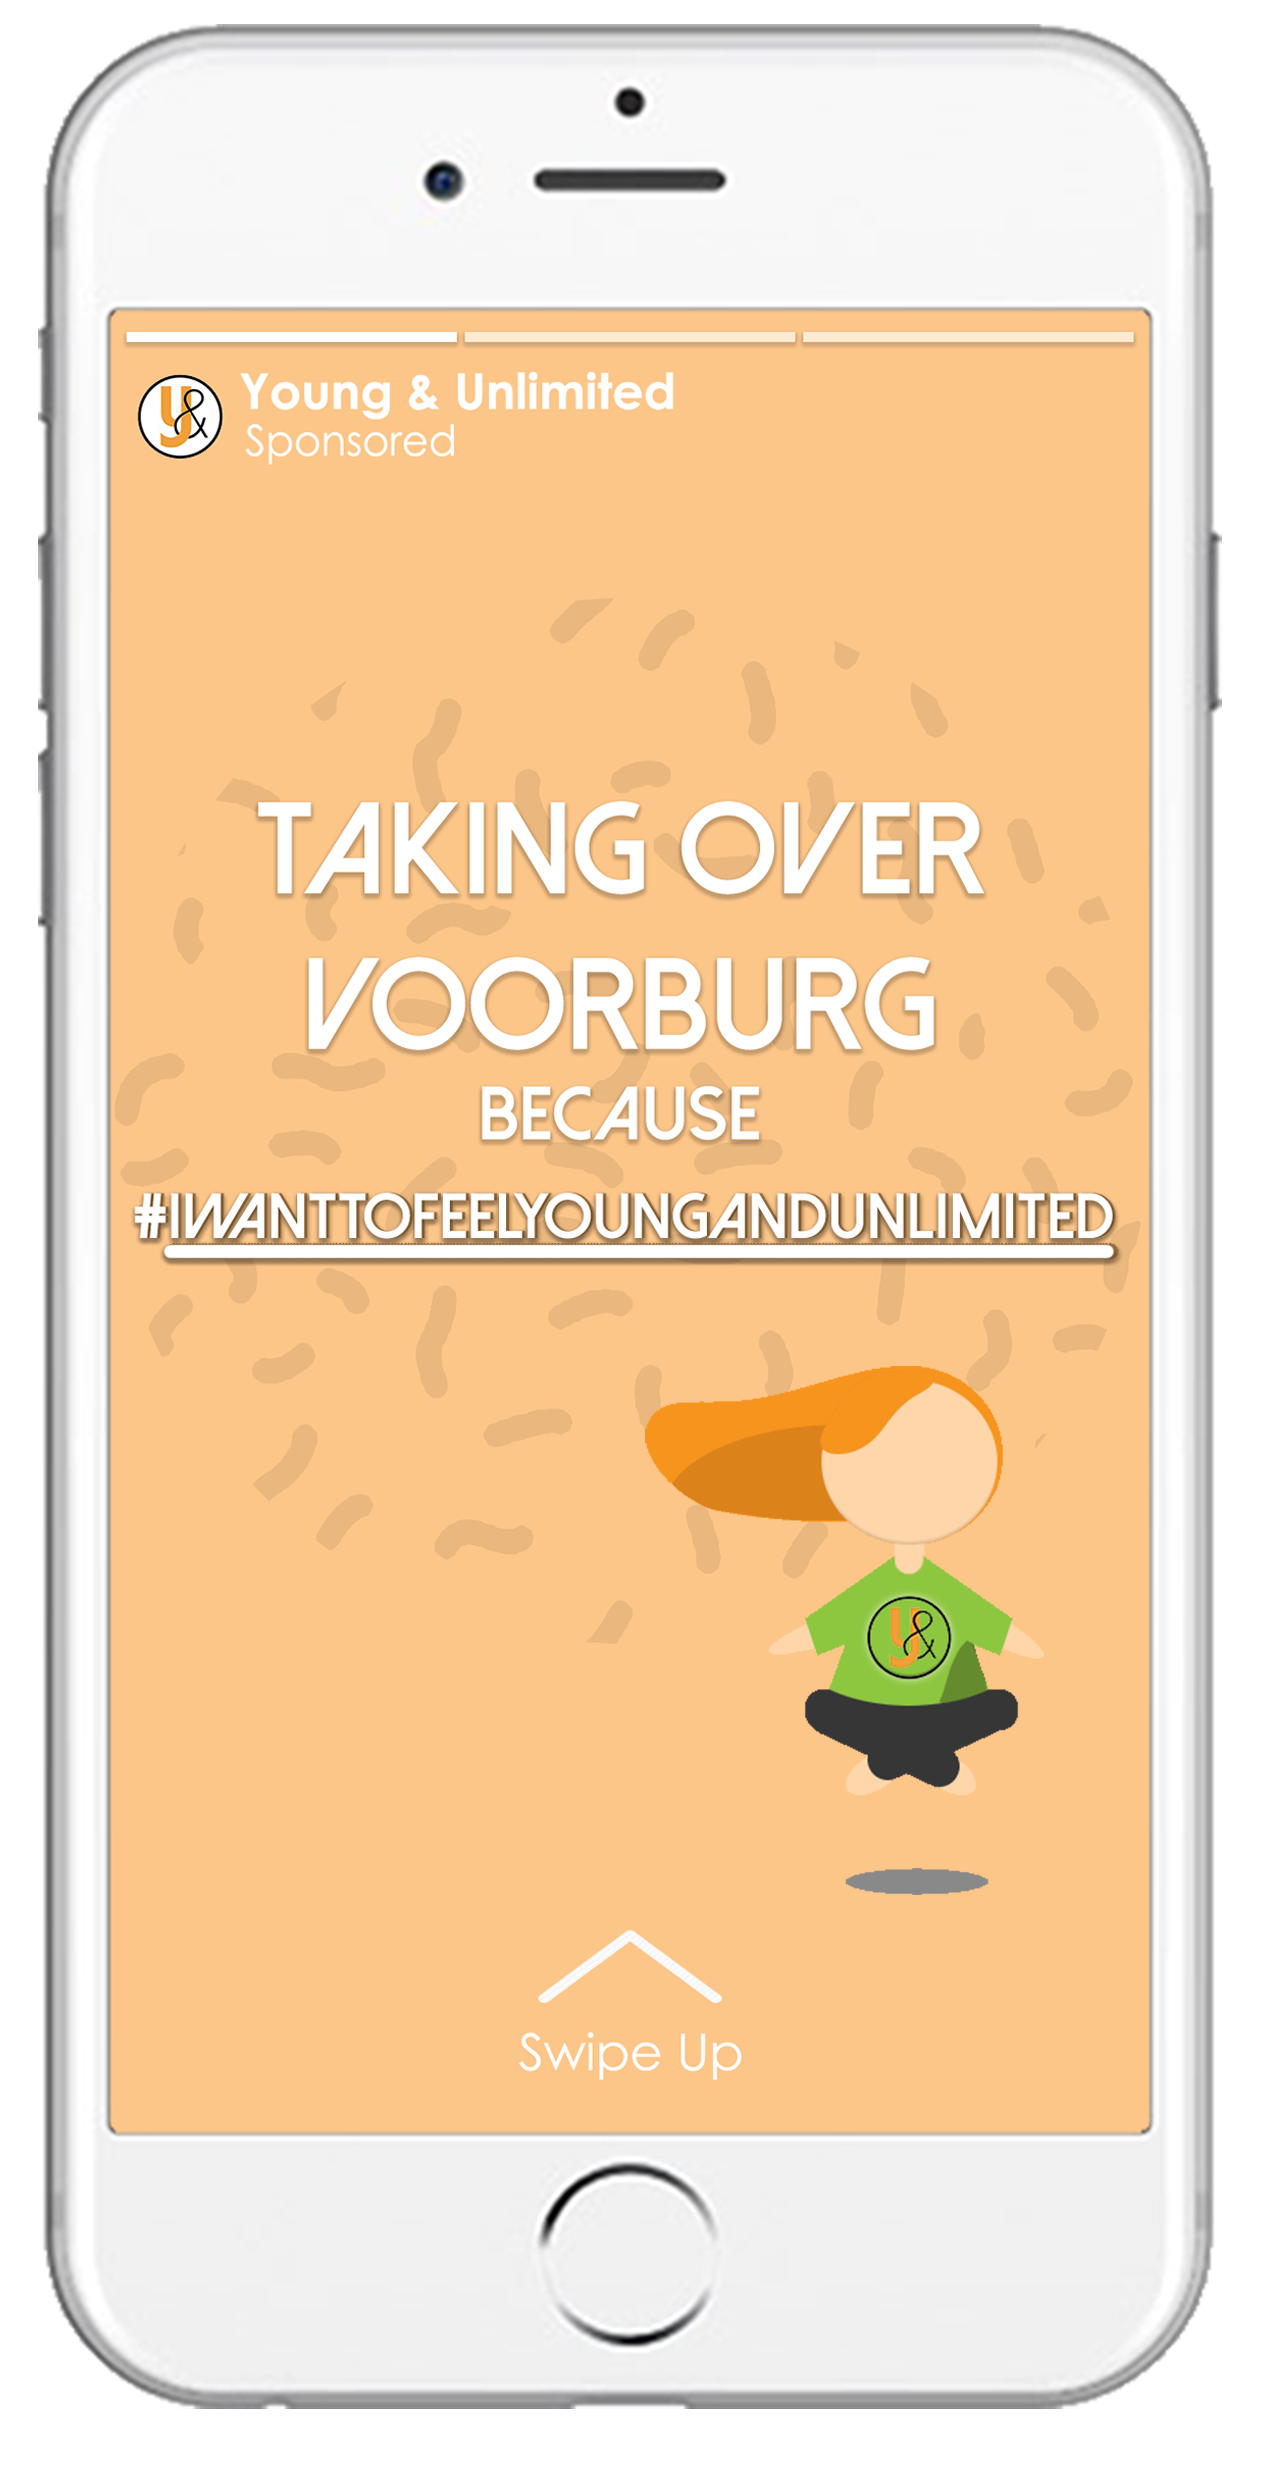 Young & Unlimited
Sponsored
TAKING OVER
VOORBURG
BECAUSE
#IWANTTOFEELYOUNGANDUNLIMITED
y&
Swipe Up